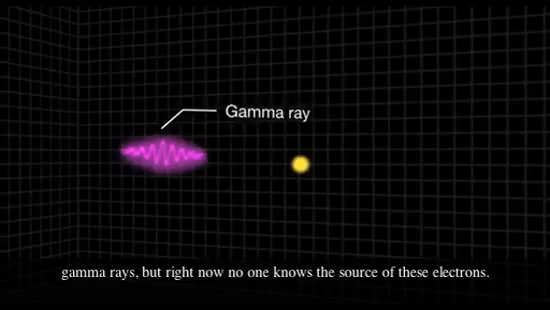 Gamma ray
gamma rays, but right now no one knows the source of these electrons.